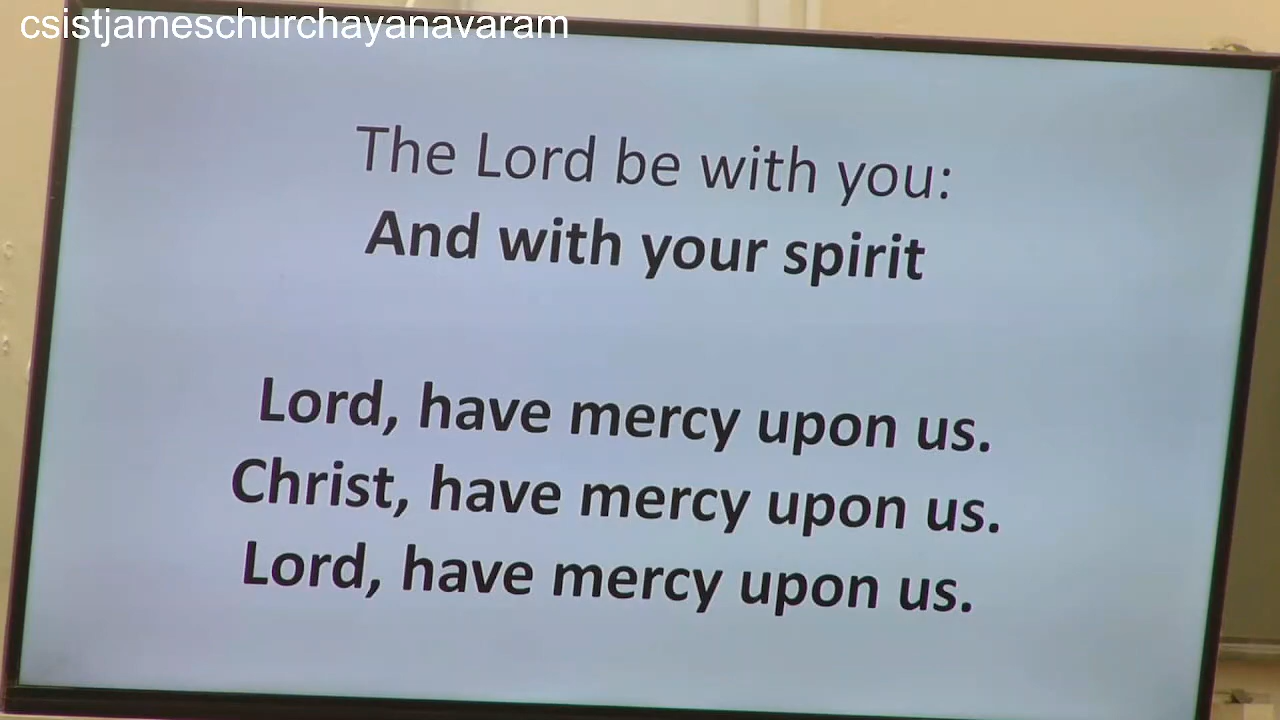 csistjameschurchayanavaram
The Lord be with you:
And with your spirit
Lord, have mercy upon us.
Christ, have mercy upon us.
Lord, have mercy upon us.